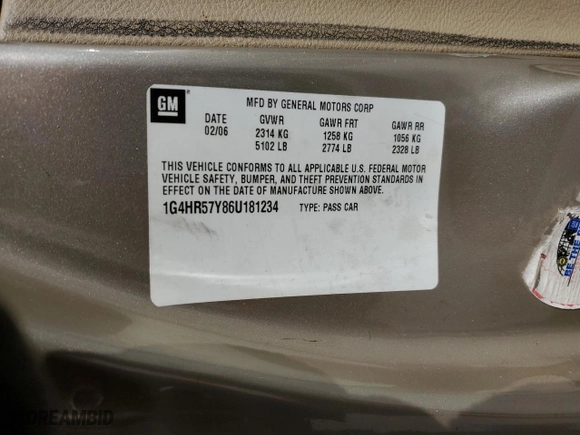 GM
MFD BY GENERAL MOTORS CORP
DATE GVWR GAWR FRT GAWR RR
02/06 2314 KG 1258 KG 1056 KG
5102 LB 2774 LB 2328 LB
THIS VEHICLE CONFORMS TO ALL APPLICABLE U.S. FEDERAL MOTOR
VEHICLE SAFETY, BUMPER, AND THEFT PREVENTION STANDARDS IN
EFFECT ON THE DATE OF MANUFACTURE SHOWN ABOVE.
1G4HR57Y86U181234 TYPE: PASS CAR
BE THE
DREAMBID